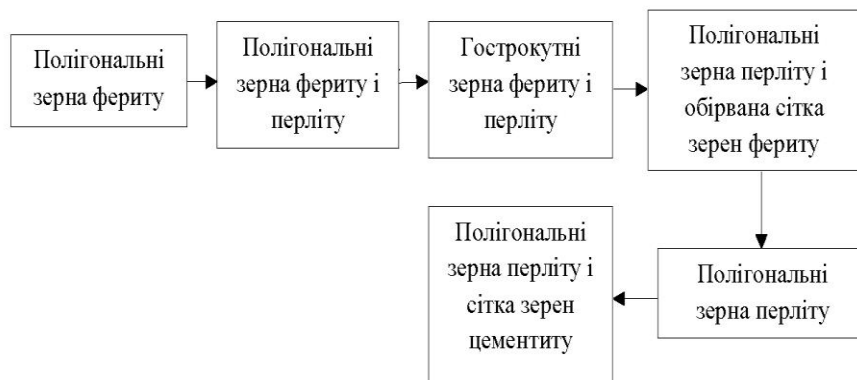 Полігональні
зерна фериту
Полігональні
зерна фериту і
перліту
Гострокутні
зерна фериту і
перліту
Полігональні
зерна перліту і
обірвана сітка
зерен фериту
Полігональні
зерна перліту
Полігональні
зерна перліту і
сітка зерен
цементиту